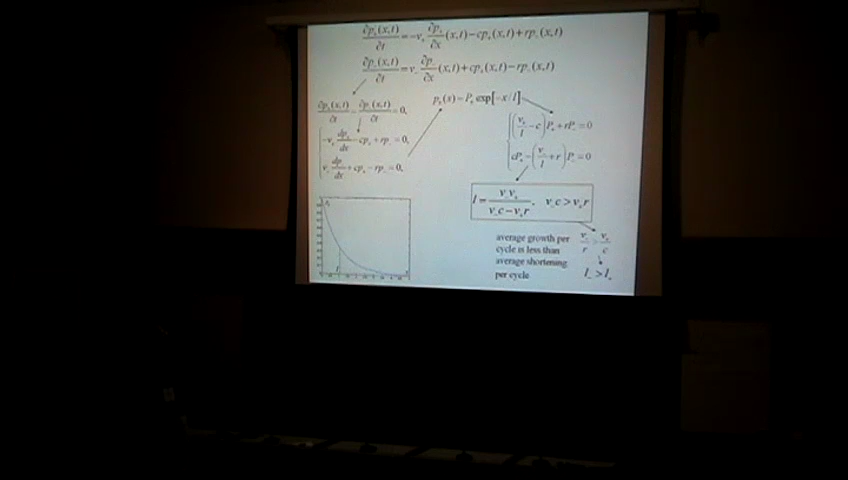 ∂p₊(x,t)/∂t = −v₊ ∂p₊/∂x (x,t) − cp₊(x,t) + rp₋(x,t)
∂p₋(x,t)/∂t = v₋ ∂p₋/∂x (x,t) + cp₊(x,t) − rp₋(x,t)
∂p₊(x,t)/∂t = ∂p₋(x,t)/∂t = 0,
p±(x) = P± exp[−x/l]
−v₊ dp₊/dx − cp₊ + rp₋ = 0,
v₋ dp₋/dx + cp₊ − rp₋ = 0,
(v₊/l − c)P₊ + rP₋ = 0
cP₊ − (v₋/l + r)P₋ = 0
l = v₋v₊/(v₋c − v₊r), v₋c > v₊r
average growth per
cycle is less than
average shortening
per cycle
v₋/r > v₊/c
l₋ > l₊